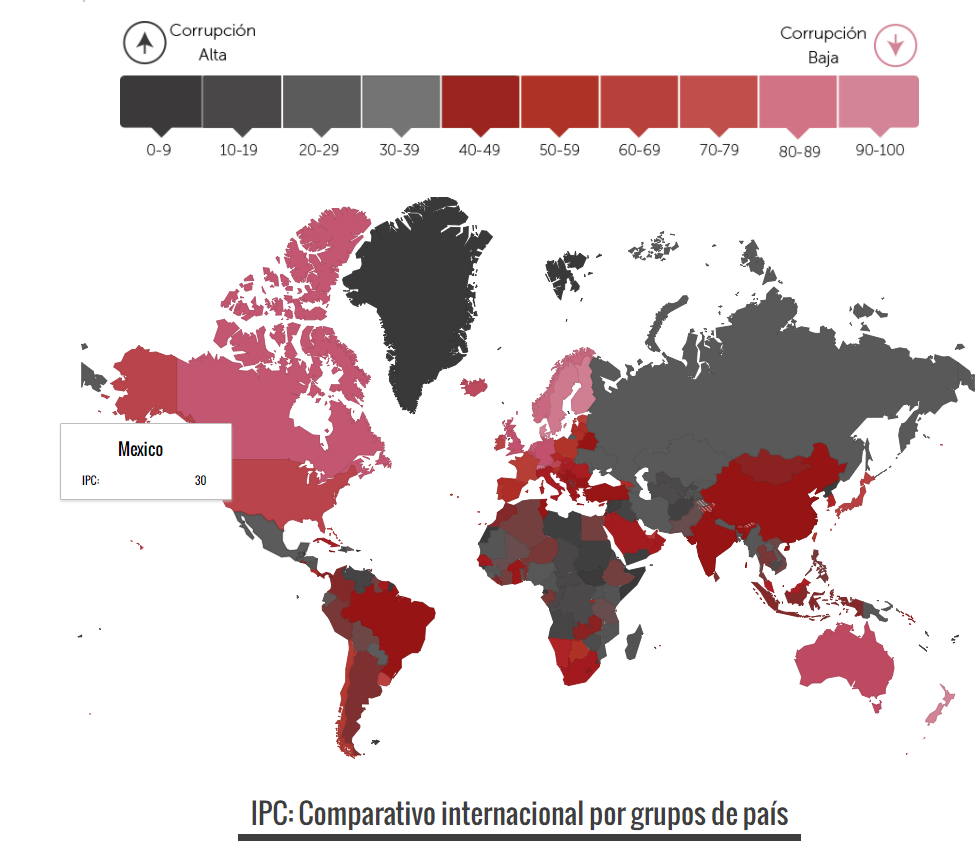 Corrupción
Alta
Corrupción
Baja
0-9
10-19
20-29
30-39
40-49
50-59
60-69
70-79
80-89
90-100
Mexico
IPC: 30
IPC: Comparativo internacional por grupos de país